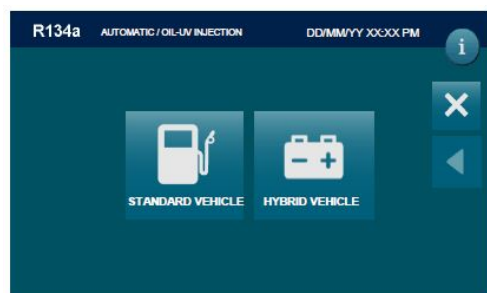 R134a AUTOMATIC / OIL-UV INJECTION DD/MM/YY XX:XX PM
i
STANDARD VEHICLE HYBRID VEHICLE